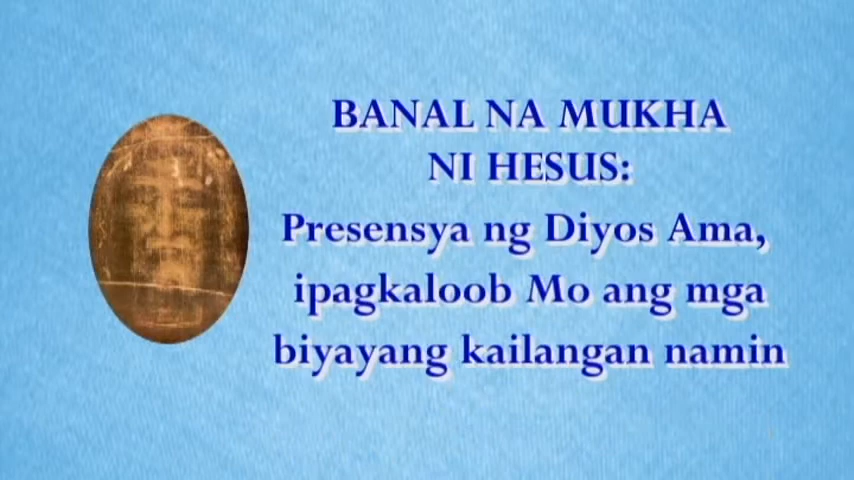 BANAL NA MUKHA
NI HESUS:
Presensya ng Diyos Ama,
ipagkaloob Mo ang mga
biyayang kailangan namin